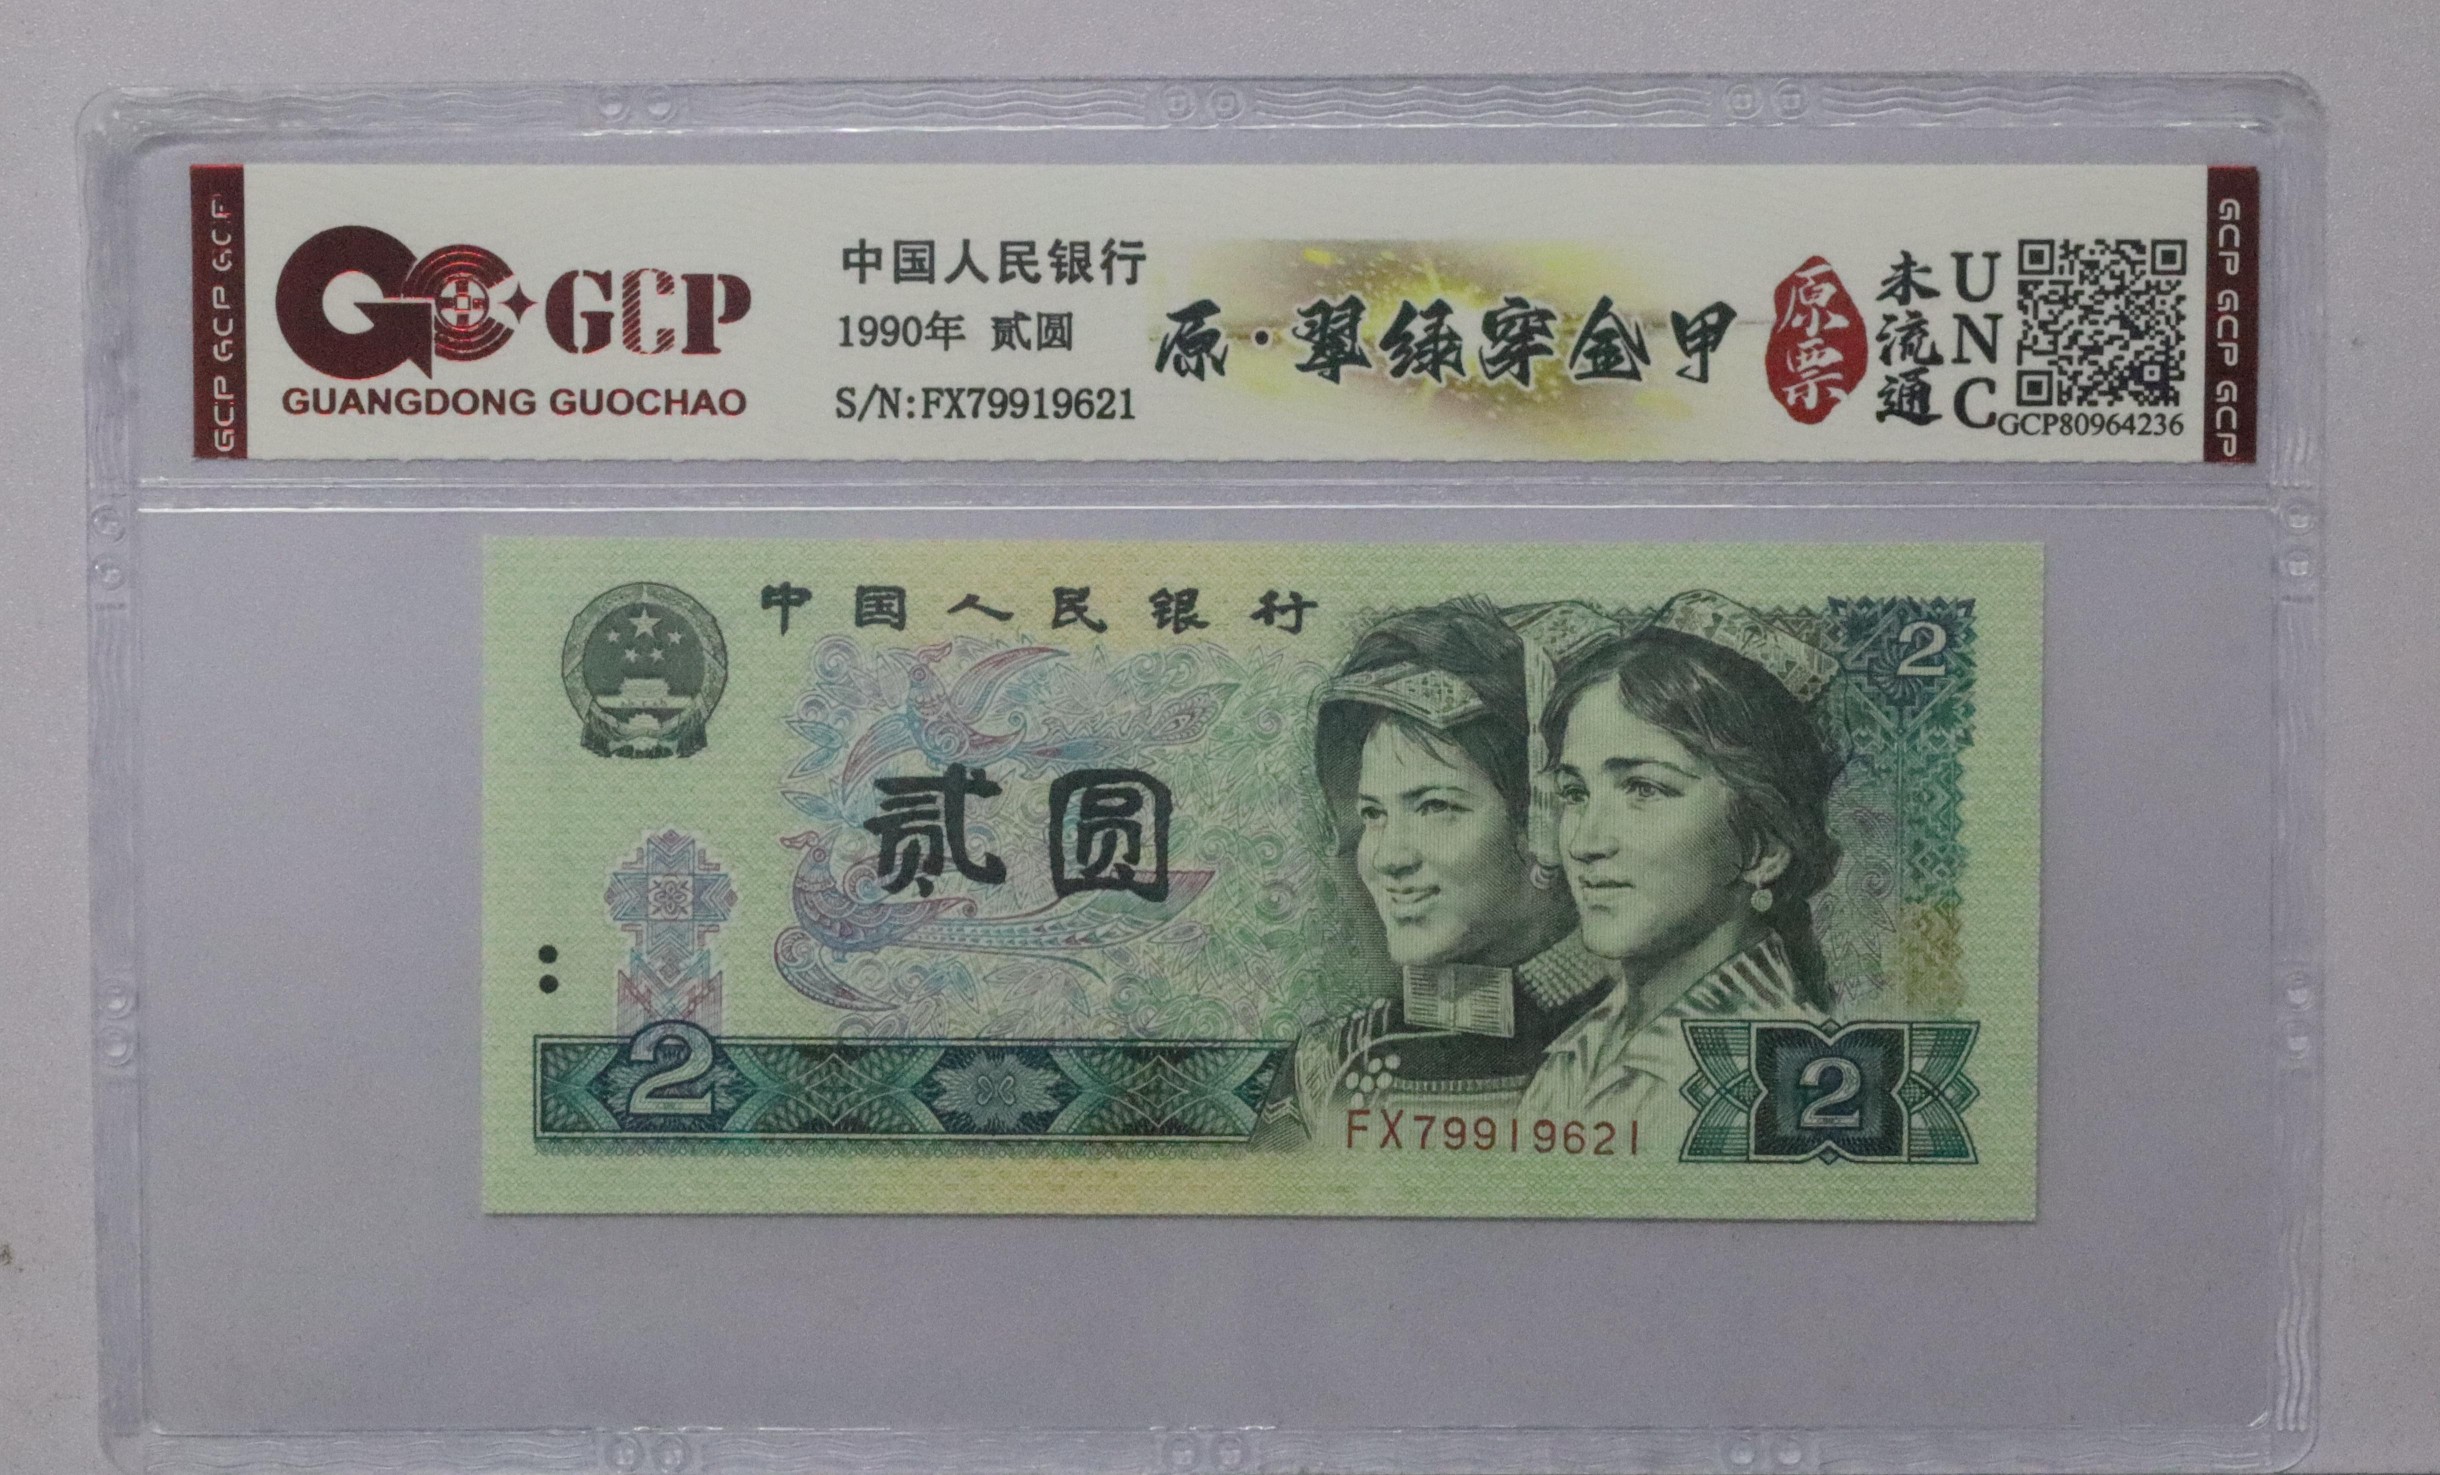 GCP GCP GCP
GCP
GUANGDONG GUOCHAO
中国人民银行
1990年 贰圆
S/N:FX79919621
原·翠绿穿金甲
原票
未流通
UNC
GCP80964236
GCP GCP GCP
中国人民银行
2
贰圆
2
FX79919621
2